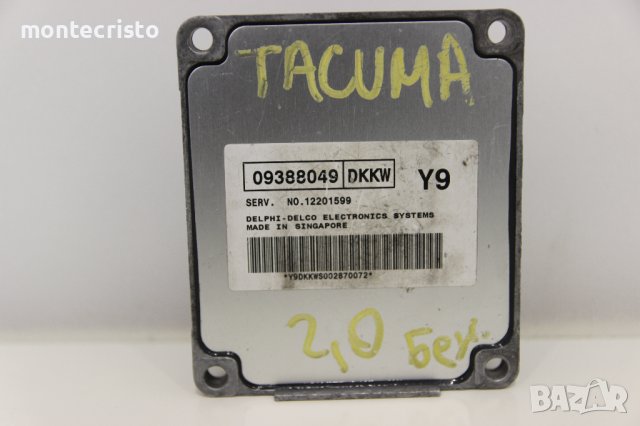 montecristo
TACUMA
09388049 DKKW Y9
SERV. NO.12201599
DELPHI-DELCO ELECTRONICS SYSTEMS
MADE IN SINGAPORE
*Y9DKKWS002870072*
2,0 Бен.
BAZAR